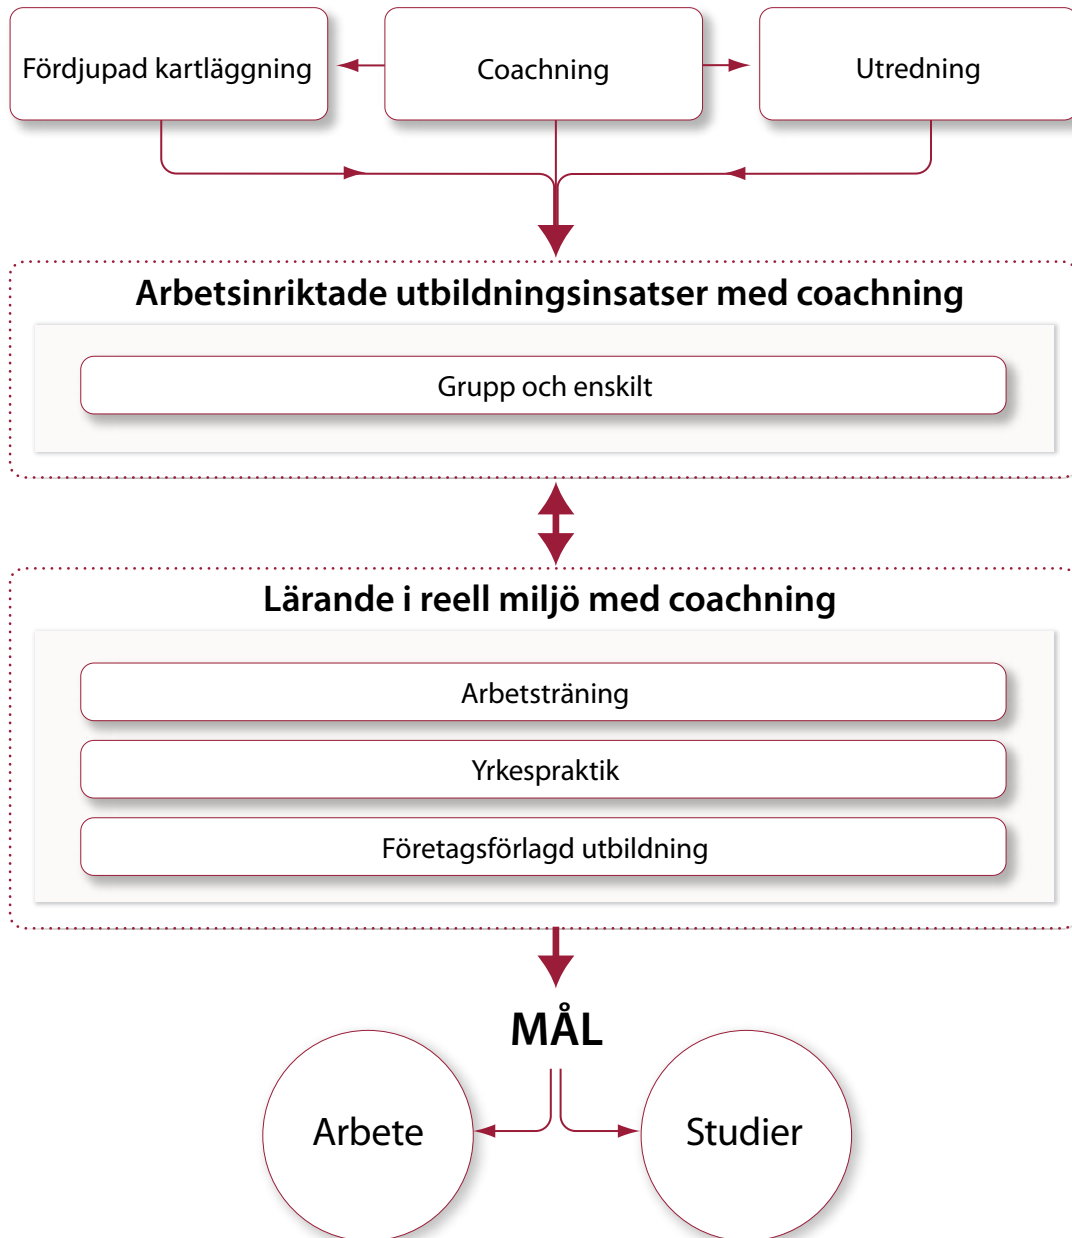 Fördjupad kartläggning
Coachning
Utredning
Arbetsinriktade utbildningsinsatser med coachning
Grupp och enskilt
Lärande i reell miljö med coachning
Arbetsträning
Yrkespraktik
Företagsförlagd utbildning
MÅL
Arbete
Studier